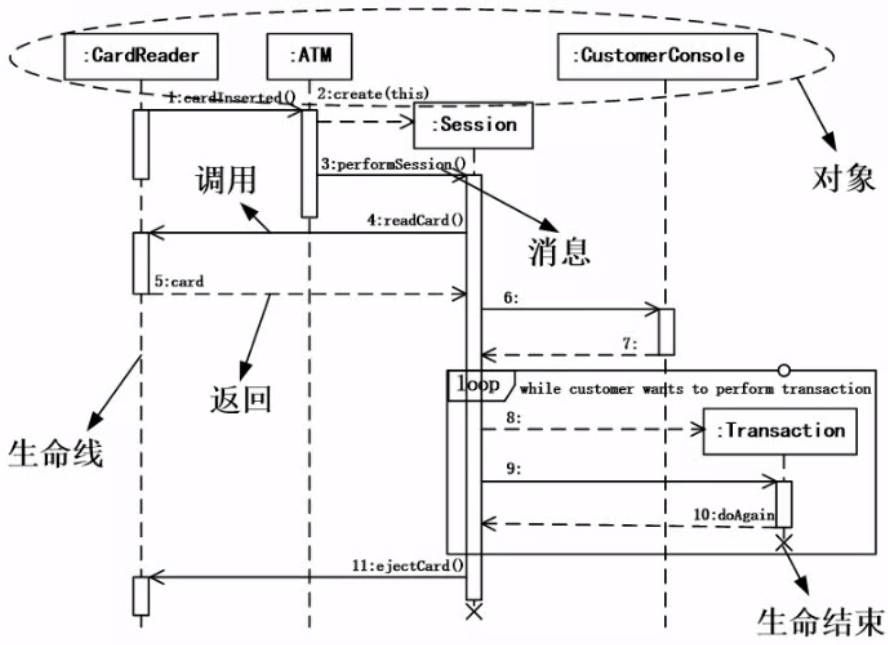 :CardReader
:ATM
:CustomerConsole
1:cardInserted()
2:create(this)
:Session
对象
3:performSession()
调用
4:readCard()
消息
5:card
6:
7:
返回
loop
while customer wants to perform transaction
8:
:Transaction
生命线
9:
10:doAgain
11:ejectCard()
生命结束